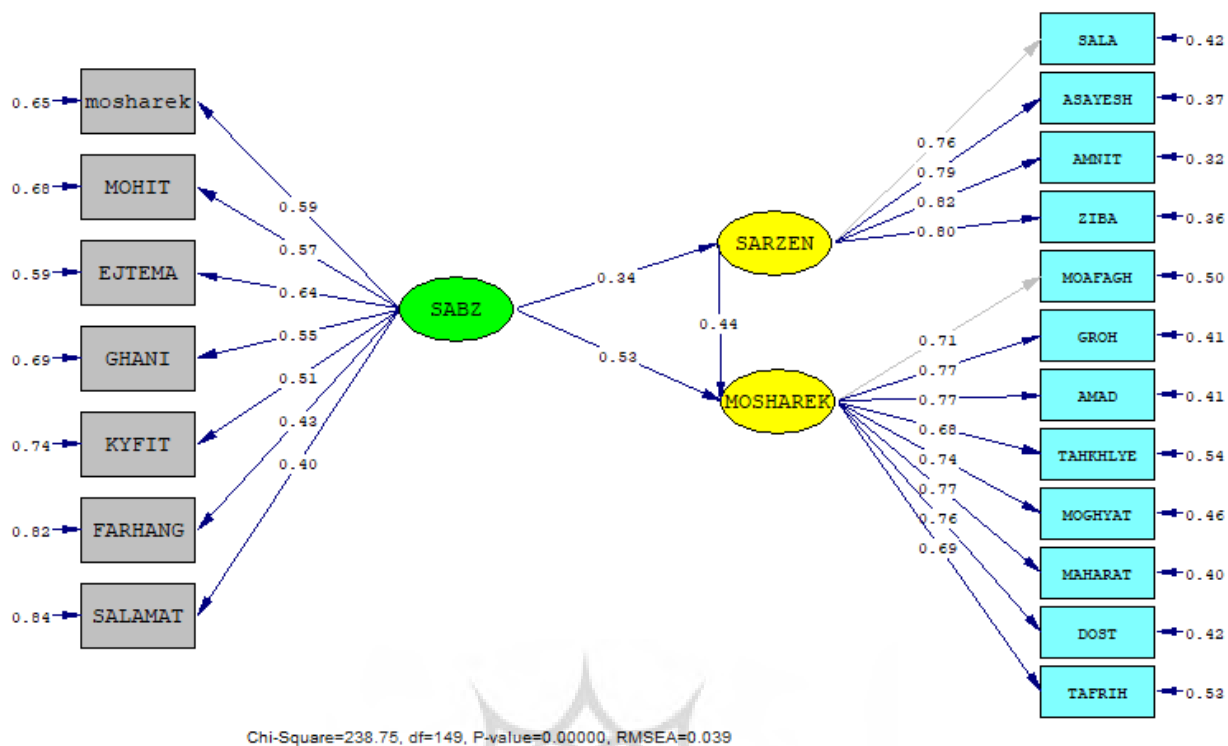 0.65
mosharek
0.68
MOHIT
0.59
EJTEMA
0.69
GHANI
0.74
KYFIT
0.82
FARHANG
0.84
SALAMAT
0.59
0.57
0.64
0.55
0.51
0.43
0.40
SABZ
0.34
0.53
SARZEN
0.44
MOSHAREK
0.76
0.79
0.82
0.80
0.71
0.77
0.77
0.68
0.74
0.77
0.76
0.69
SALA
0.42
ASAYESH
0.37
AMNIT
0.32
ZIBA
0.36
MOAFAGH
0.50
GROH
0.41
AMAD
0.41
TAHKHLYE
0.54
MOGHYAT
0.46
MAHARAT
0.40
DOST
0.42
TAFRIH
0.53
Chi-Square=238.75, df=149, P-value=0.00000, RMSEA=0.039